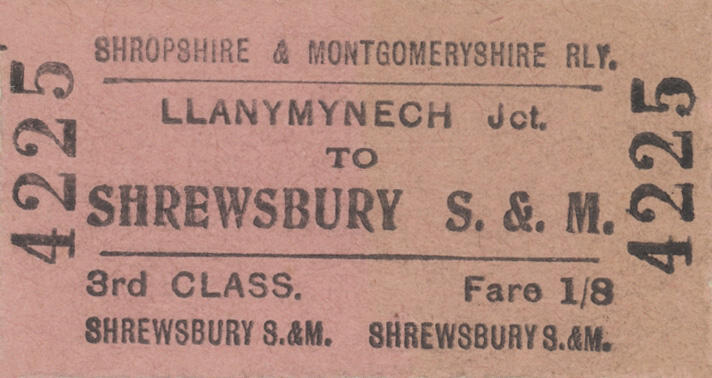 SHROPSHIRE & MONTGOMERYSHIRE RLY.
LLANYMYNECH Jct.
TO
SHREWSBURY S. &. M.
3rd CLASS. Fare 1/8
SHREWSBURY S.&M. SHREWSBURY S.&M.
4225
4225